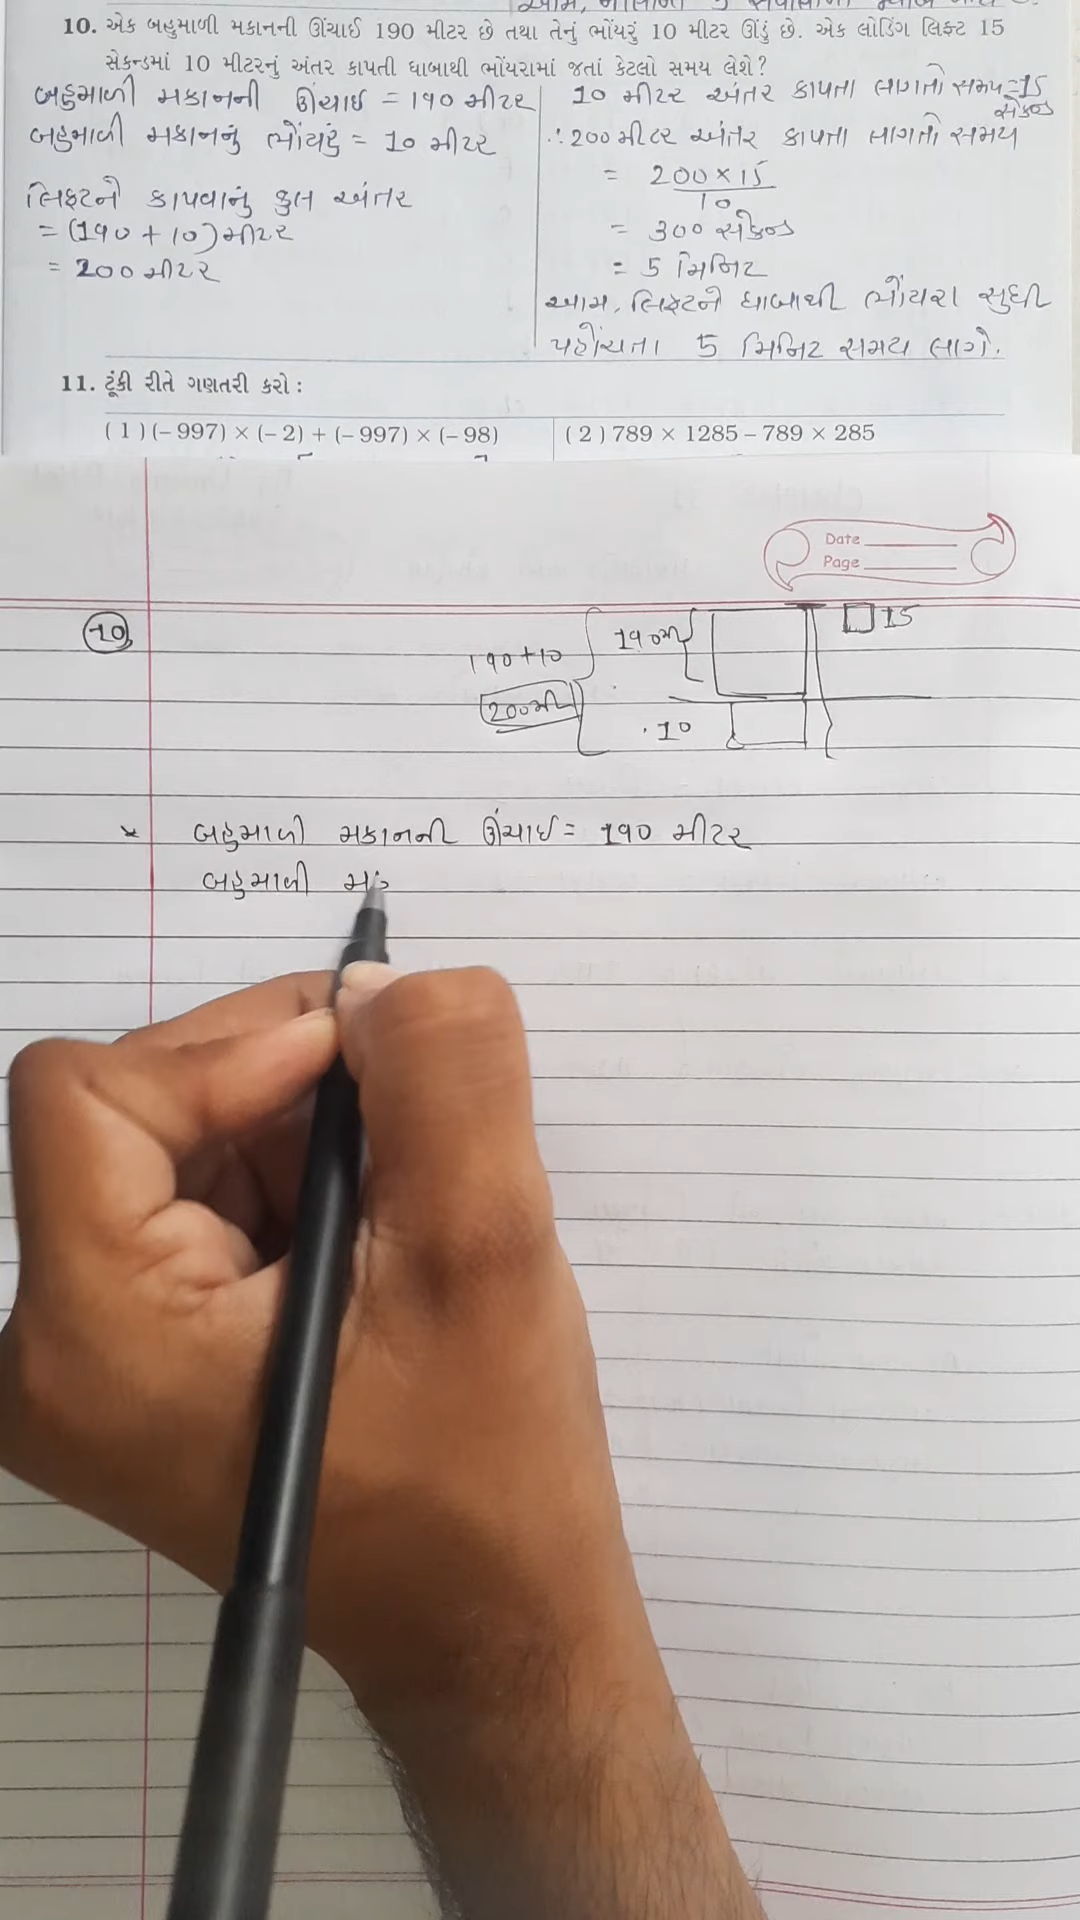 10. એક બહુમાળી મકાનની ઊંચાઈ 190 મીટર છે તથા તેનું ભોંયરું 10 મીટર ઊંડું છે. એક લોડિંગ લિફ્ટ 15
સેકન્ડમાં 10 મીટરનું અંતર કાપતી ધાબાથી ભોંયરામાં જતાં કેટલો સમય લેશે?
બહુમાળી મકાનની ઊંચાઈ = 190 મીટર
બહુમાળી મકાનનું ભોંયરું = 10 મીટર
લિફ્ટને કાપવાનું કુલ અંતર
= (190 + 10) મીટર
= 200 મીટર
10 મીટર અંતર કાપતા લાગતો સમય = 15
સેકન્ડ
∴ 200 મીટર અંતર કાપતા લાગતો સમય
= 200 × 15
10
= 300 સેકન્ડ
= 5 મિનિટ
આમ, લિફ્ટને ધાબાથી ભોંયરા સુધી
પહોંચતા 5 મિનિટ સમય લાગે.
11. ટૂંકી રીતે ગણતરી કરો :
(1) (– 997) × (– 2) + (– 997) × (– 98)
(2) 789 × 1285 – 789 × 285
Date
Page
10
190મી
15
190+10
200મી
10
* બહુમાળી મકાનની ઊંચાઈ = 190 મીટર
બહુમાળી મક